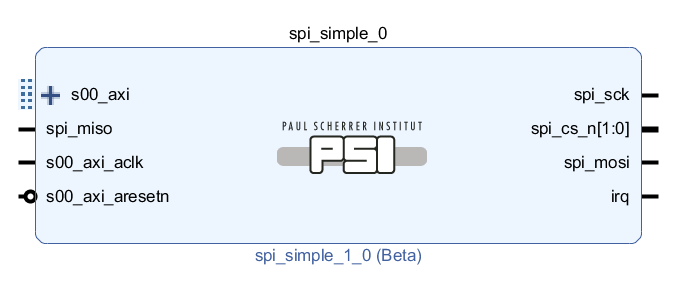 spi_simple_0
s00_axi
spi_miso
s00_axi_aclk
s00_axi_aresetn
PAUL SCHERRER INSTITUT
PSI
spi_sck
spi_cs_n[1:0]
spi_mosi
irq
spi_simple_1_0 (Beta)